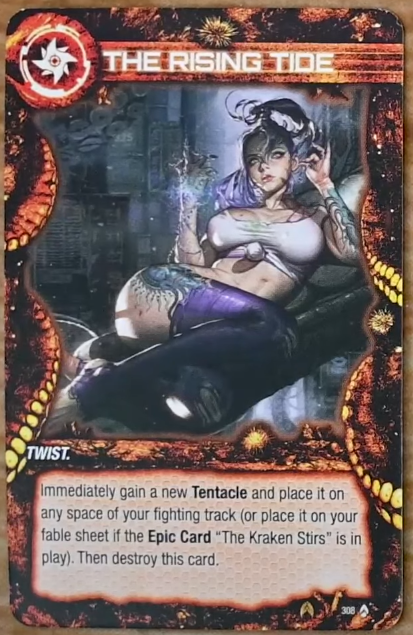 THE RISING TIDE
TWIST.
Immediately gain a new Tentacle and place it on
any space of your fighting track (or place it on your
fable sheet if the Epic Card “The Kraken Stirs” is in
play). Then destroy this card.
308